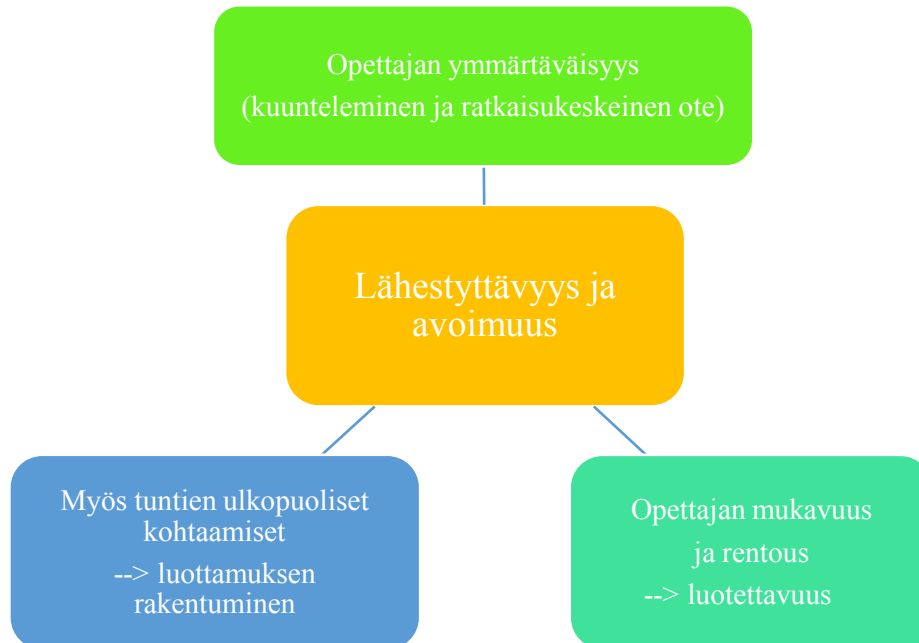 Opettajan ymmärtäväisyys
(kuunteleminen ja ratkaisukeskeinen ote)
Lähestyttävyys ja
avoimuus
Myös tuntien ulkopuoliset
kohtaamiset
--> luottamuksen
rakentuminen
Opettajan mukavuus
ja rentous
--> luotettavuus